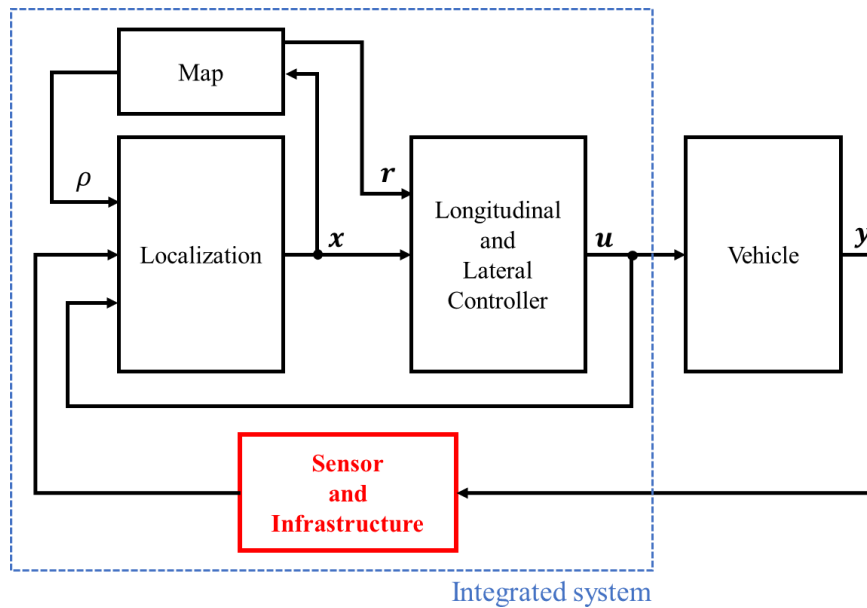 Map
ρ
r
Localization
x
Longitudinal
and
Lateral
Controller
u
Vehicle
y
Sensor
and
Infrastructure
Integrated system